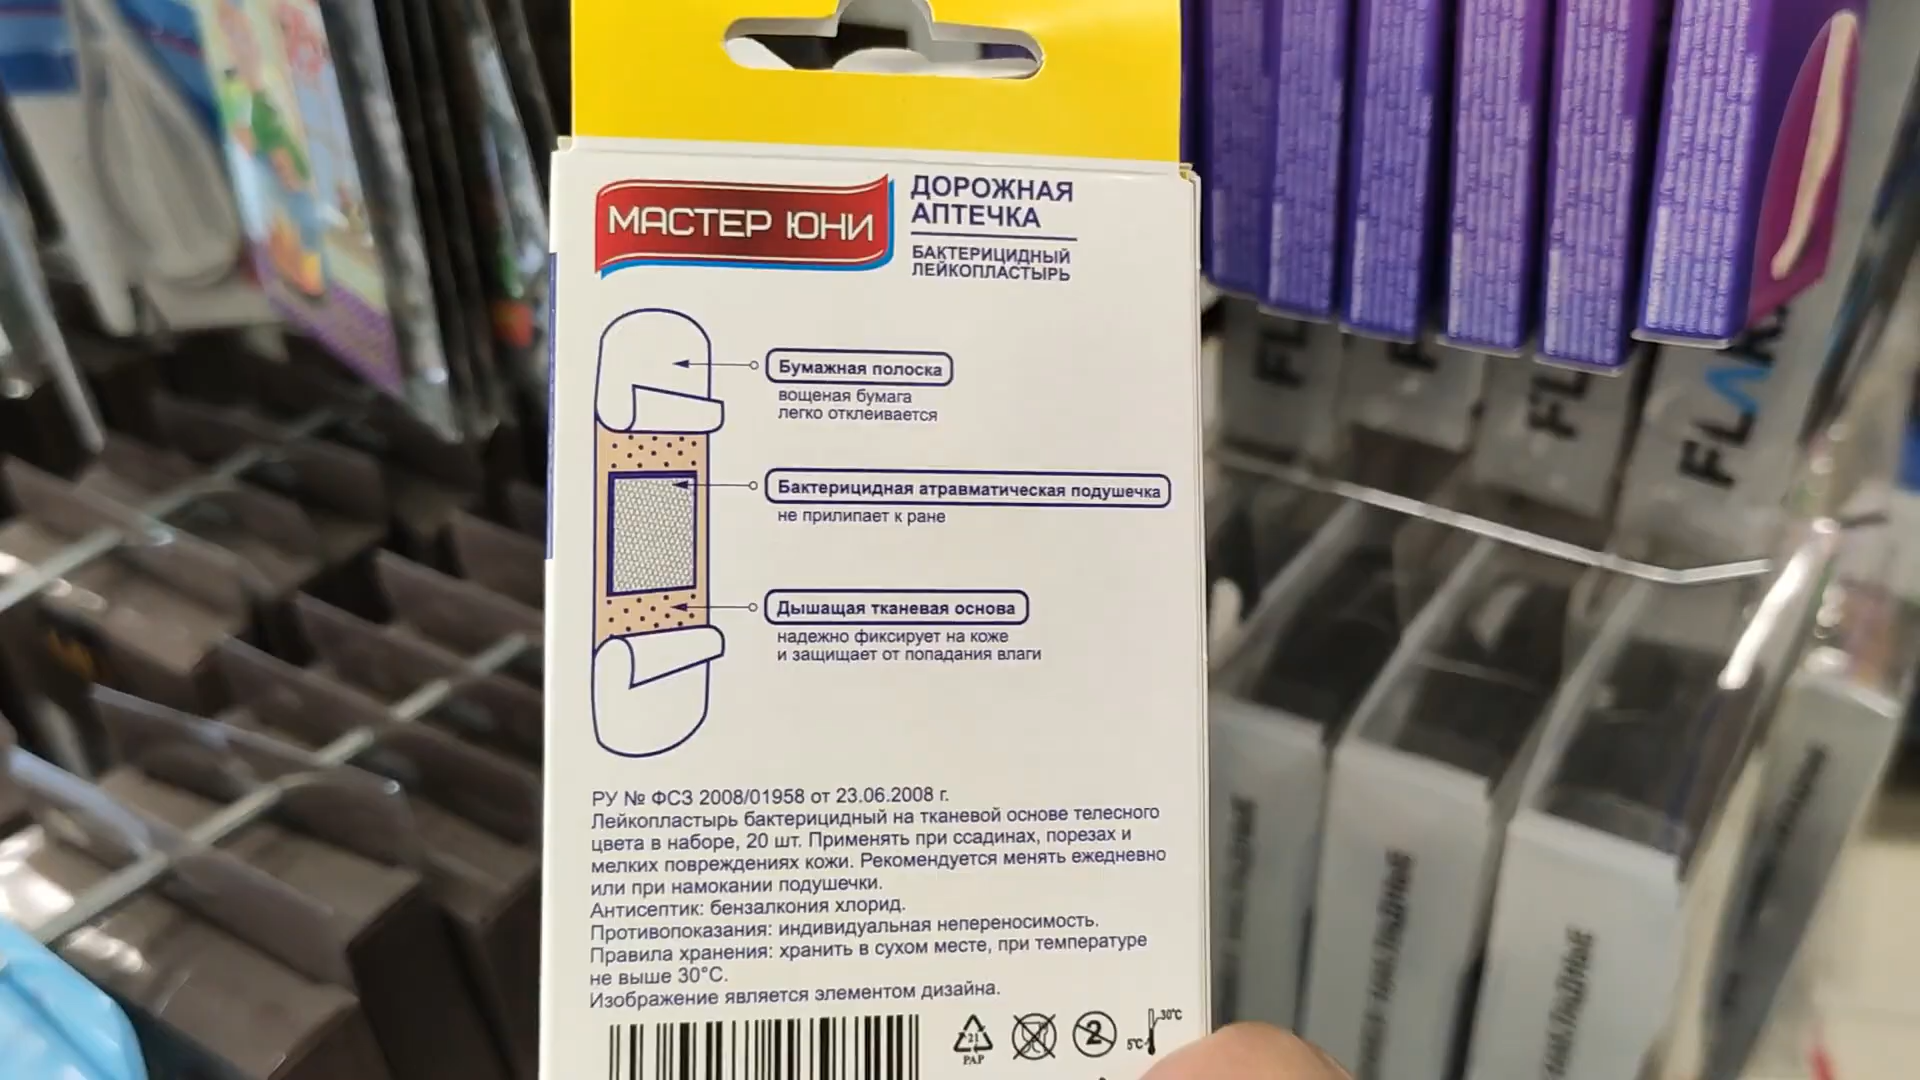 МАСТЕР ЮНИ
ДОРОЖНАЯ
АПТЕЧКА
БАКТЕРИЦИДНЫЙ
ЛЕЙКОПЛАСТЫРЬ
Бумажная полоска
вощеная бумага
легко отклеивается
Бактерицидная атравматическая подушечка
не прилипает к ране
Дышащая тканевая основа
надежно фиксирует на коже
и защищает от попадания влаги
РУ № ФСЗ 2008/01958 от 23.06.2008 г.
Лейкопластырь бактерицидный на тканевой основе телесного
цвета в наборе, 20 шт. Применять при ссадинах, порезах и
мелких повреждениях кожи. Рекомендуется менять ежедневно
или при намокании подушечки.
Антисептик: бензалкония хлорид.
Противопоказания: индивидуальная непереносимость.
Правила хранения: хранить в сухом месте, при температуре
не выше 30°С.
Изображение является элементом дизайна.
21
PAP
2
5°C
30°C
FL
FL